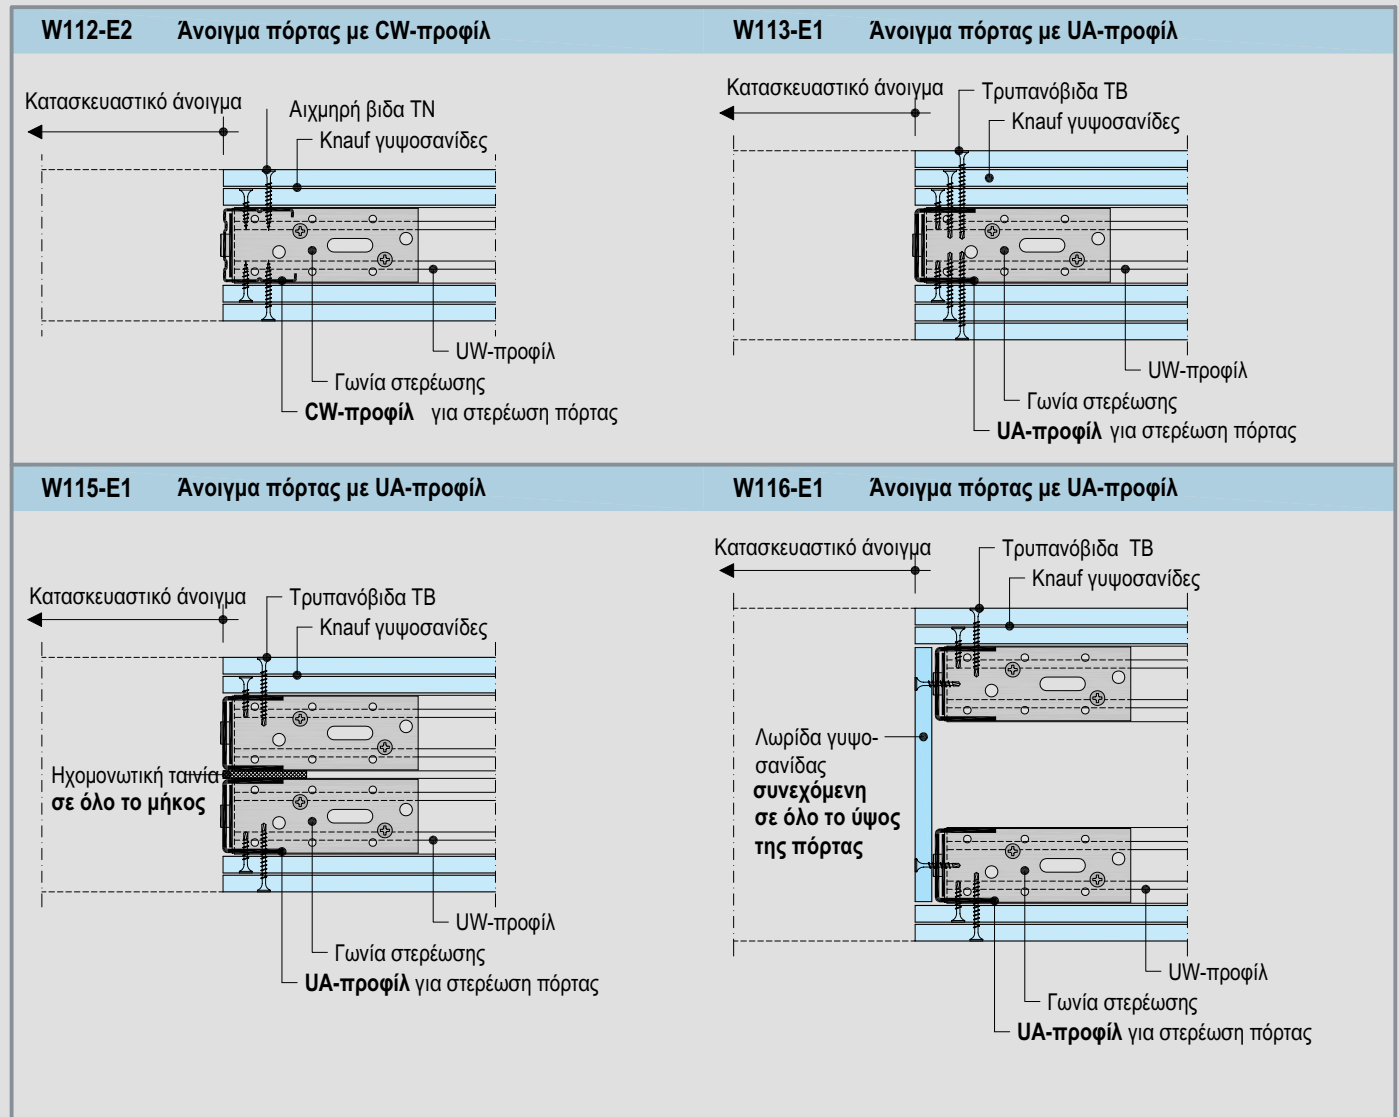 W112-E2 Άνοιγμα πόρτας με CW-προφίλ
Κατασκευαστικό άνοιγμα
Αιχμηρή βιδα TN
Knauf γυψοσανίδες
UW-προφίλ
Γωνία στερέωσης
CW-προφίλ για στερέωση πόρτας
W113-E1 Άνοιγμα πόρτας με UA-προφίλ
Κατασκευαστικό άνοιγμα
Τρυπανόβιδα TB
Knauf γυψοσανίδες
UW-προφίλ
Γωνία στερέωσης
UA-προφίλ για στερέωση πόρτας
W115-E1 Άνοιγμα πόρτας με UA-προφίλ
Κατασκευαστικό άνοιγμα
Τρυπανόβιδα TB
Knauf γυψοσανίδες
Ηχομονωτική ταινία
σε όλο το μήκος
UW-προφίλ
Γωνία στερέωσης
UA-προφίλ για στερέωση πόρτας
W116-E1 Άνοιγμα πόρτας με UA-προφίλ
Κατασκευαστικό άνοιγμα
Τρυπανόβιδα TB
Knauf γυψοσανίδες
Λωρίδα γυψο-
σανίδας
συνεχόμενη
σε όλο το ύψος
της πόρτας
UW-προφίλ
Γωνία στερέωσης
UA-προφίλ για στερέωση πόρτας